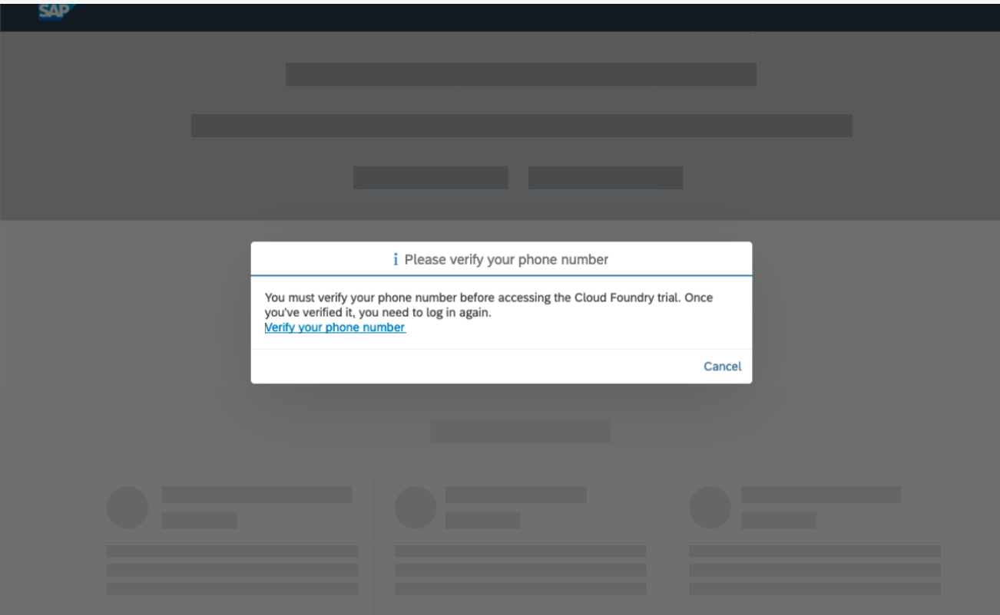 SAP
i Please verify your phone number
You must verify your phone number before accessing the Cloud Foundry trial. Once
you've verified it, you need to log in again.
Verify your phone number
Cancel